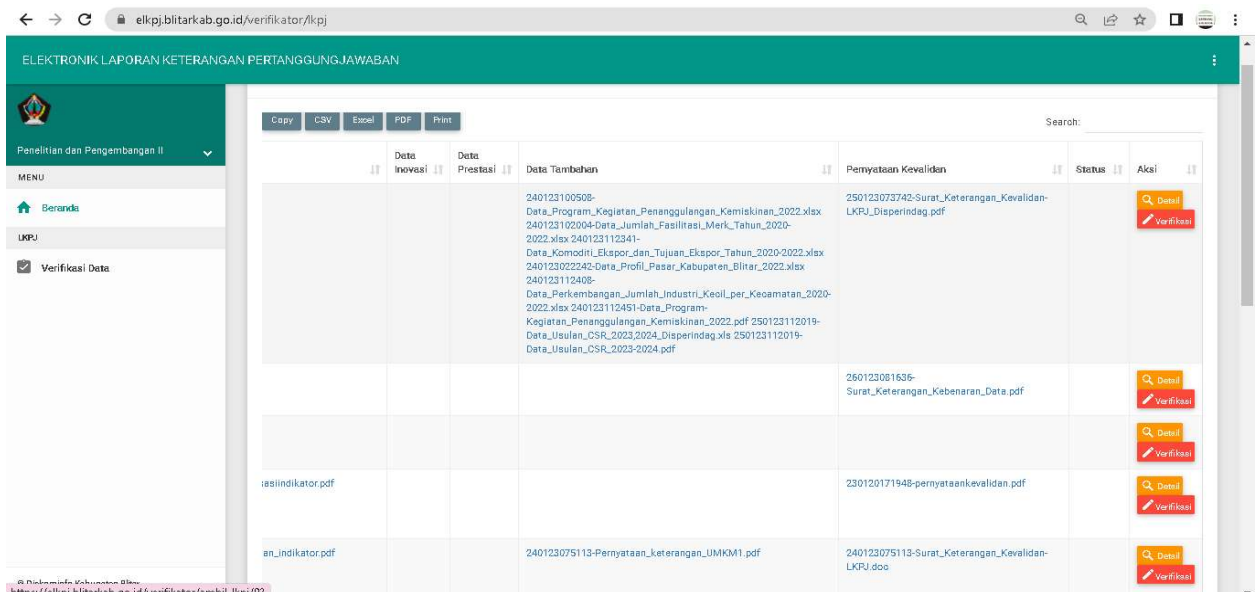 elkpj.blitarkab.go.id/verifikator/lkpj
ELEKTRONIK LAPORAN KETERANGAN PERTANGGUNGJAWABAN
Penelitian dan Pengembangan II
MENU
Beranda
LKPJ
Verifikasi Data
Copy CSV Excel PDF Print
Search:
Data Inovasi
Data Prestasi
Data Tambahan
Pernyataan Kevalidan
Status
Aksi
240123100508-
Data_Program_Kegiatan_Penanggulangan_Kemiskinan_2022.xlsx
240123102004-Data_Jumlah_Fasilitasi_Merk_Tahun_2020-
2022.xlsx 240123112341-
Data_Komoditi_Ekspor_dan_Tujuan_Ekspor_Tahun_2020-2022.xlsx
240123022242-Data_Profil_Pasar_Kabupaten_Blitar_2022.xlsx
240123112408-
Data_Perkembangan_Jumlah_Industri_Kecil_per_Kecamatan_2020-
2022.xlsx 240123112451-Data_Program-
Kegiatan_Penanggulangan_Kemiskinan_2022.pdf 250123112019-
Data_Usulan_CSR_2023,2024_Disperindag.xls 250123112019-
Data_Usulan_CSR_2023-2024.pdf
250123073742-Surat_Keterangan_Kevalidan-
LKPJ_Disperindag.pdf
Detail
Verifikasi
260123081636-
Surat_Keterangan_Kebenaran_Data.pdf
Detail
Verifikasi
Detail
Verifikasi
asiindikator.pdf
230120171948-pernyataankevalidan.pdf
Detail
Verifikasi
an_indikator.pdf
240123075113-Pernyataan_keterangan_UMKM1.pdf
240123075113-Surat_Keterangan_Kevalidan-
LKPJ.doc
Detail
Verifikasi
© Diskominfo Kabupaten Blitar